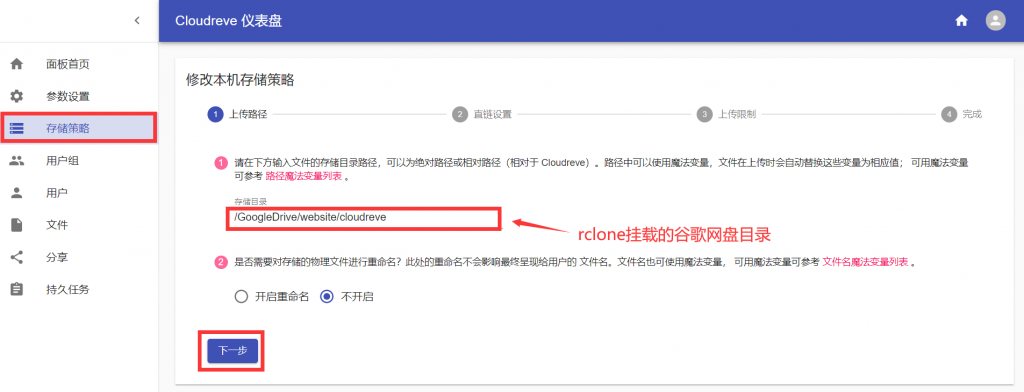 Cloudreve 仪表盘
面板首页
参数设置
存储策略
用户组
用户
文件
分享
持久任务
修改本机存储策略
1 上传路径
2 直链设置
3 上传限制
4 完成
1 请在下方输入文件的存储目录路径，可以为绝对路径或相对路径（相对于 Cloudreve）。路径中可以使用魔法变量，文件在上传时会自动替换这些变量为相应值； 可用魔法变量
可参考 路径魔法变量列表 。
存储目录
/GoogleDrive/website/cloudreve
rclone挂载的谷歌网盘目录
2 是否需要对存储的物理文件进行重命名？此处的重命名不会影响最终呈现给用户的 文件名。文件名也可使用魔法变量， 可用魔法变量可参考 文件名魔法变量列表 。
开启重命名
不开启
下一步